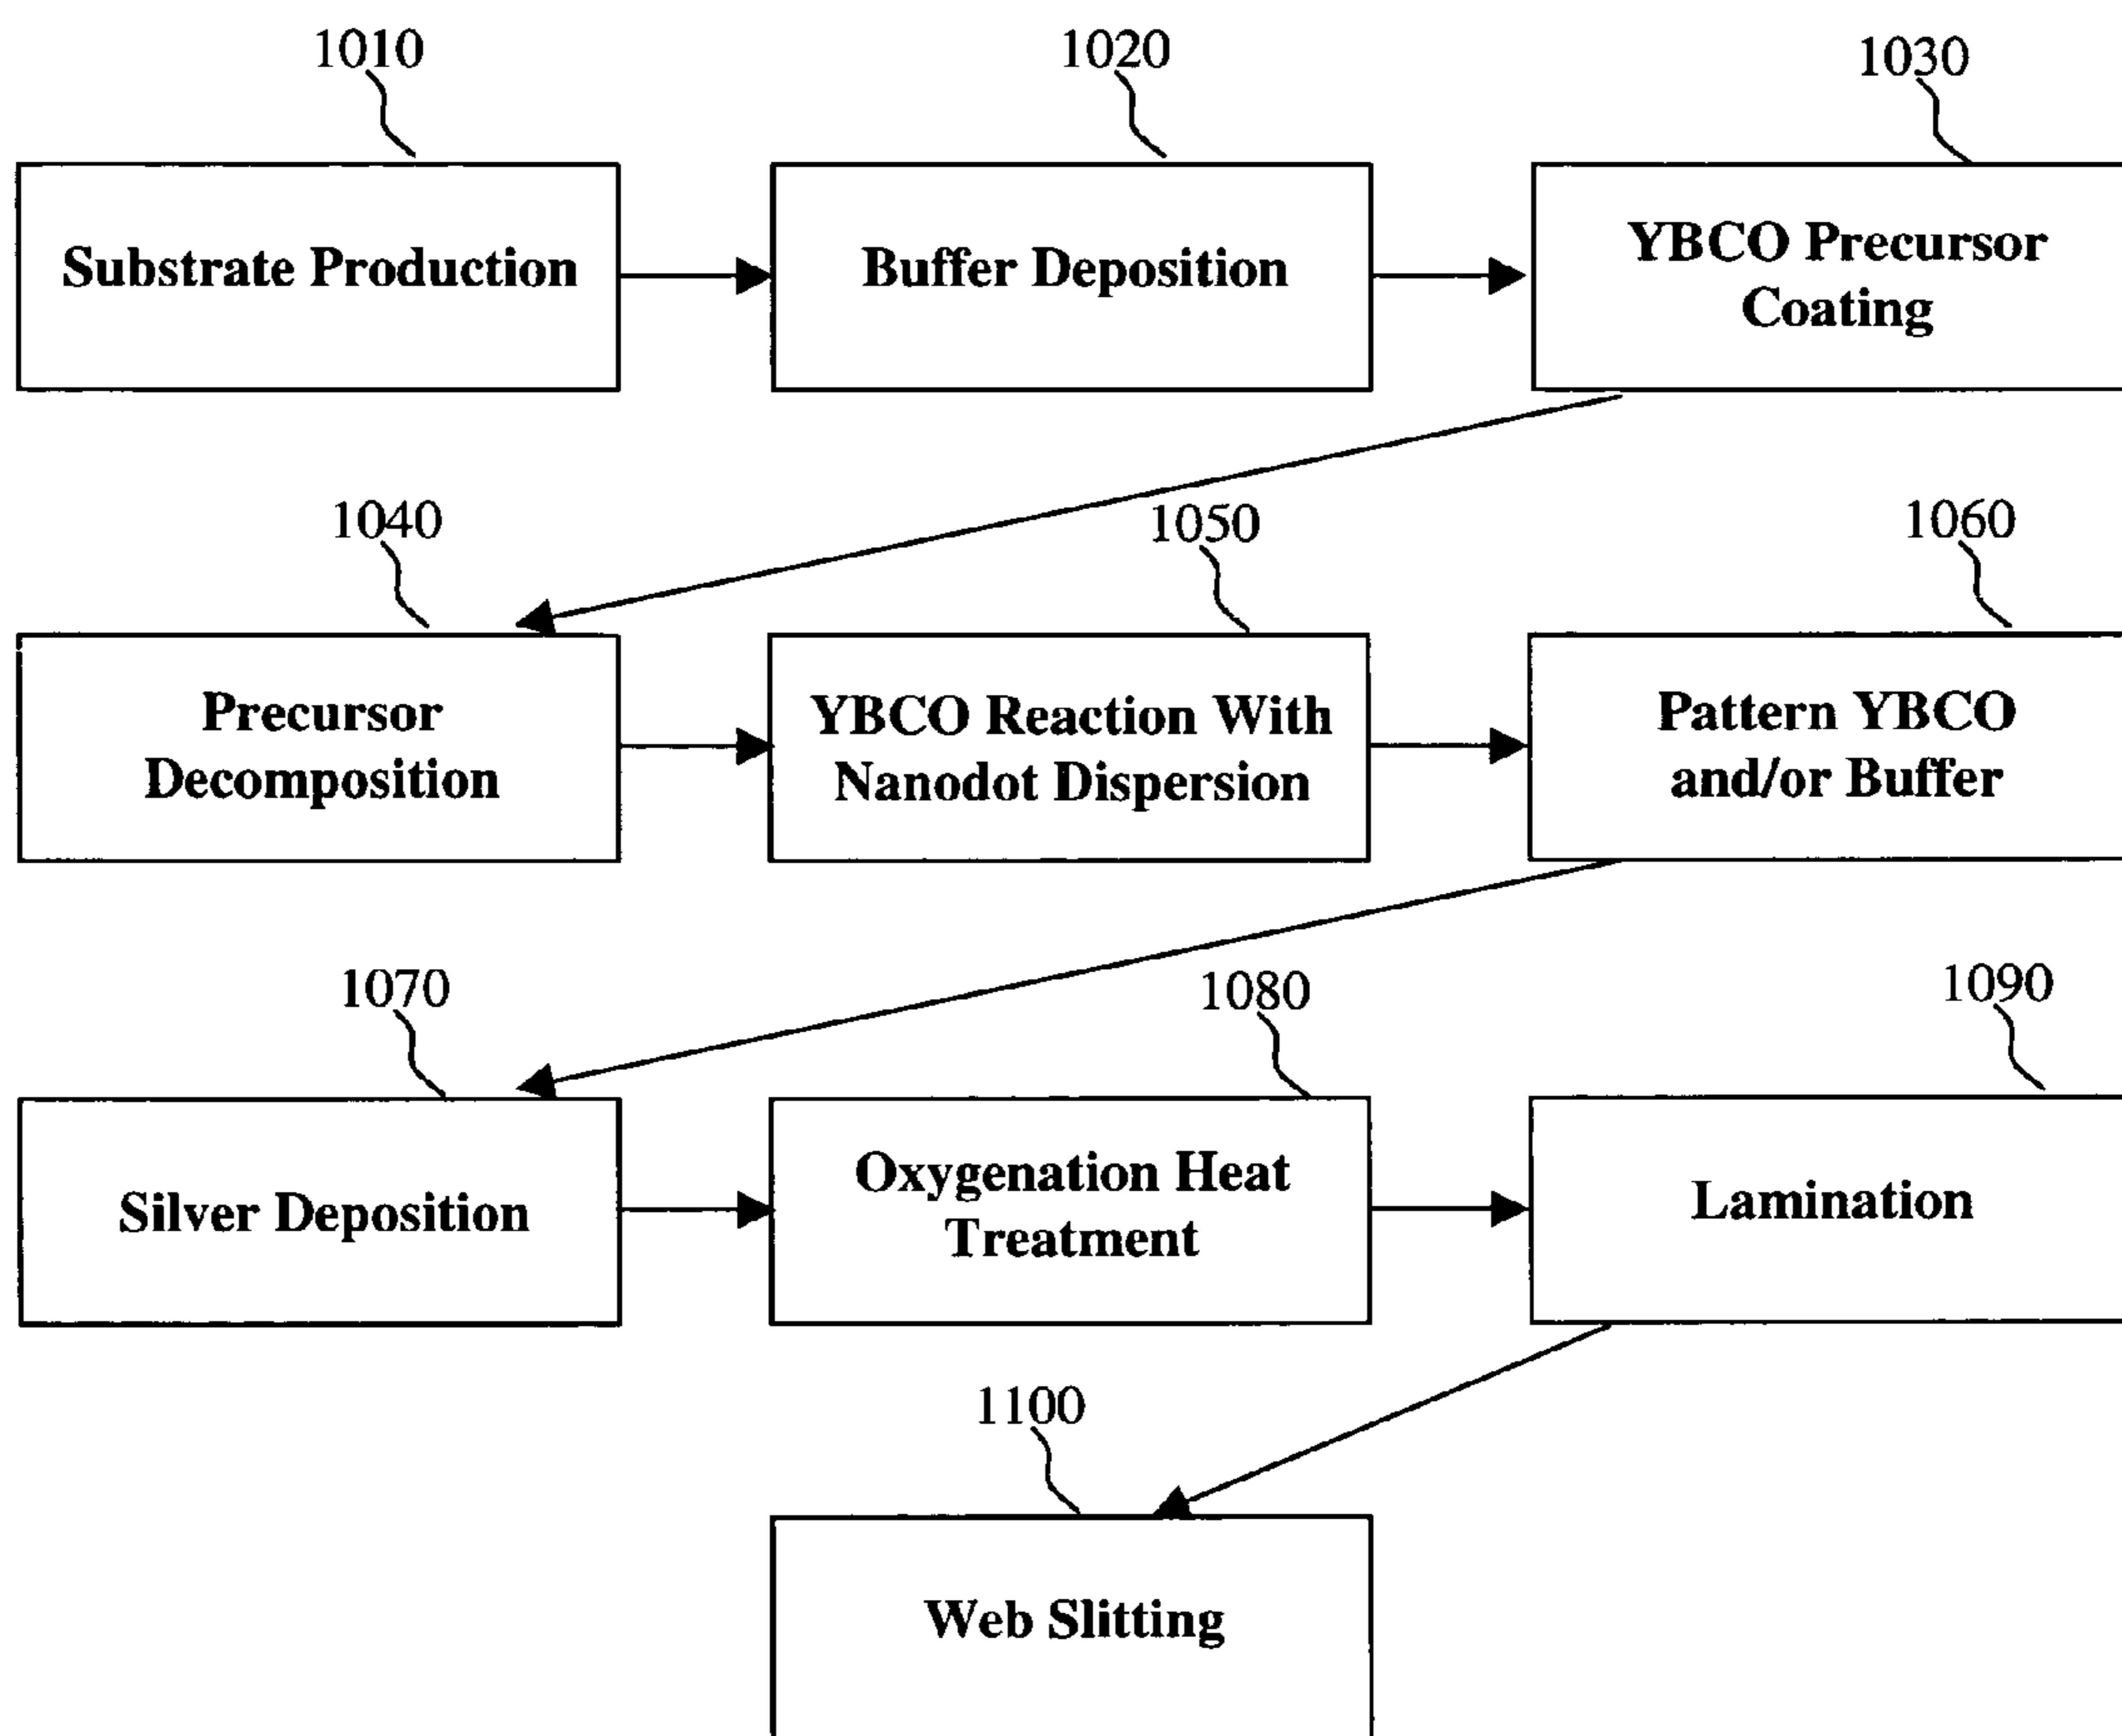 1010
1020
1030
Substrate Production
Buffer Deposition
YBCO Precursor
Coating
1040
1050
1060
Precursor
Decomposition
YBCO Reaction With
Nanodot Dispersion
Pattern YBCO
and/or Buffer
1070
1080
1090
Silver Deposition
Oxygenation Heat
Treatment
Lamination
1100
Web Slitting